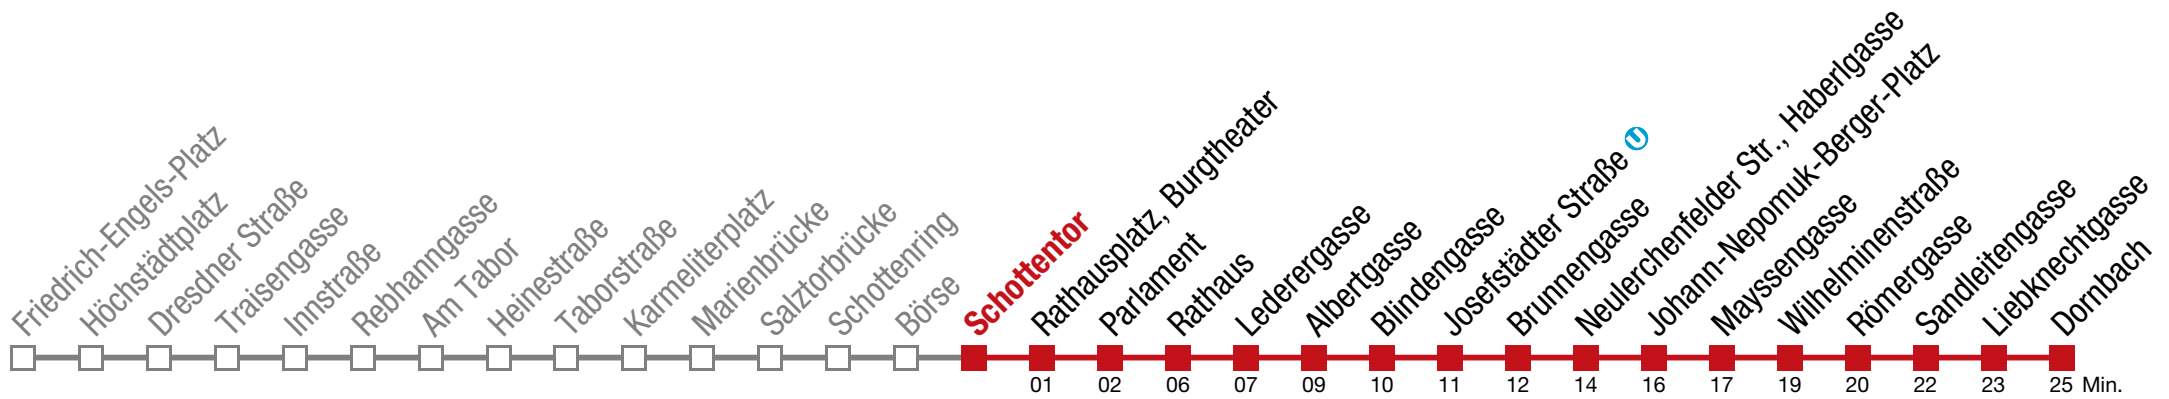 Friedrich-Engels-Platz
Höchstädtplatz
Dresdner Straße
Traisengasse
Innstraße
Rebhanngasse
Am Tabor
Heinestraße
Taborstraße
Karmeliterplatz
Marienbrücke
Salztorbrücke
Schottenring
Börse
Schottentor
Rathausplatz, Burgtheater
Parlament
Rathaus
Lederergasse
Albertgasse
Blindengasse
Josefstädter Straße U
Brunnengasse
Neulerchenfelder Str., Haberlgasse
Johann-Nepomuk-Berger-Platz
Mayssengasse
Wilhelminenstraße
Römergasse
Sandleitengasse
Liebknechtgasse
Dornbach
01 02 06 07 09 10 11 12 14 16 17 19 20 22 23 25 Min.